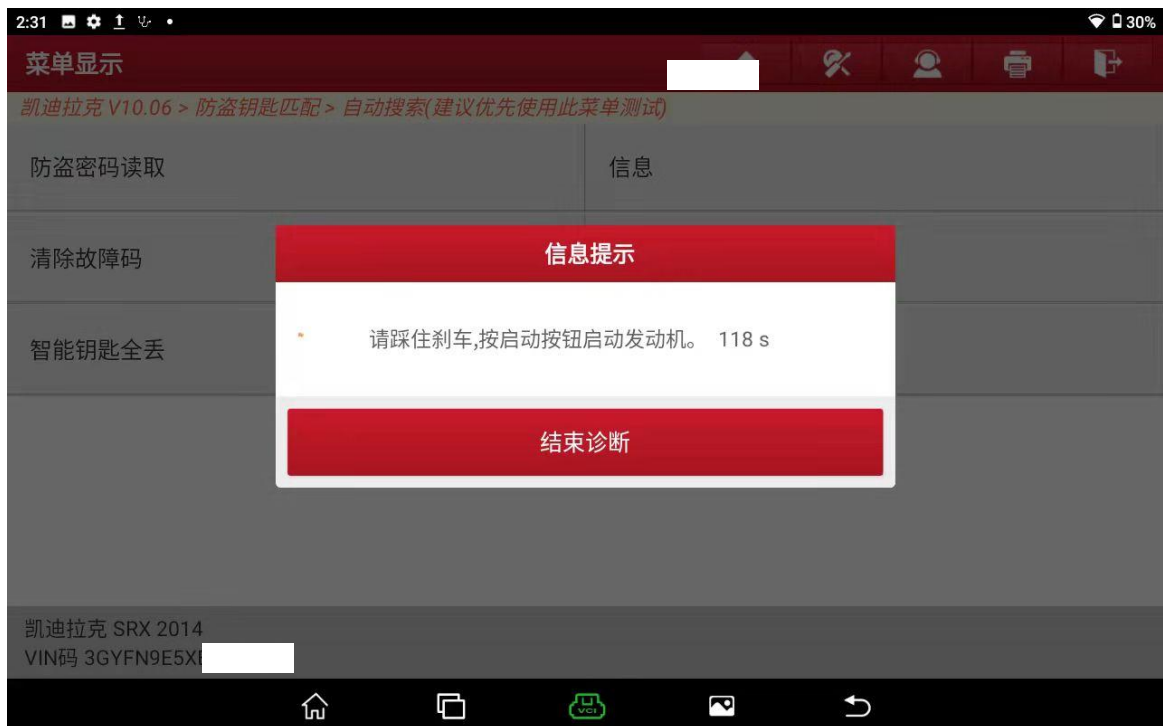 2:31
30%
菜单显示
凯迪拉克 V10.06 > 防盗钥匙匹配 > 自动搜索(建议优先使用此菜单测试)
防盗密码读取
信息
清除故障码
信息提示
智能钥匙全丢
请踩住刹车,按启动按钮启动发动机。 118 s
结束诊断
凯迪拉克 SRX 2014
VIN码 3GYFN9E5X
VCI